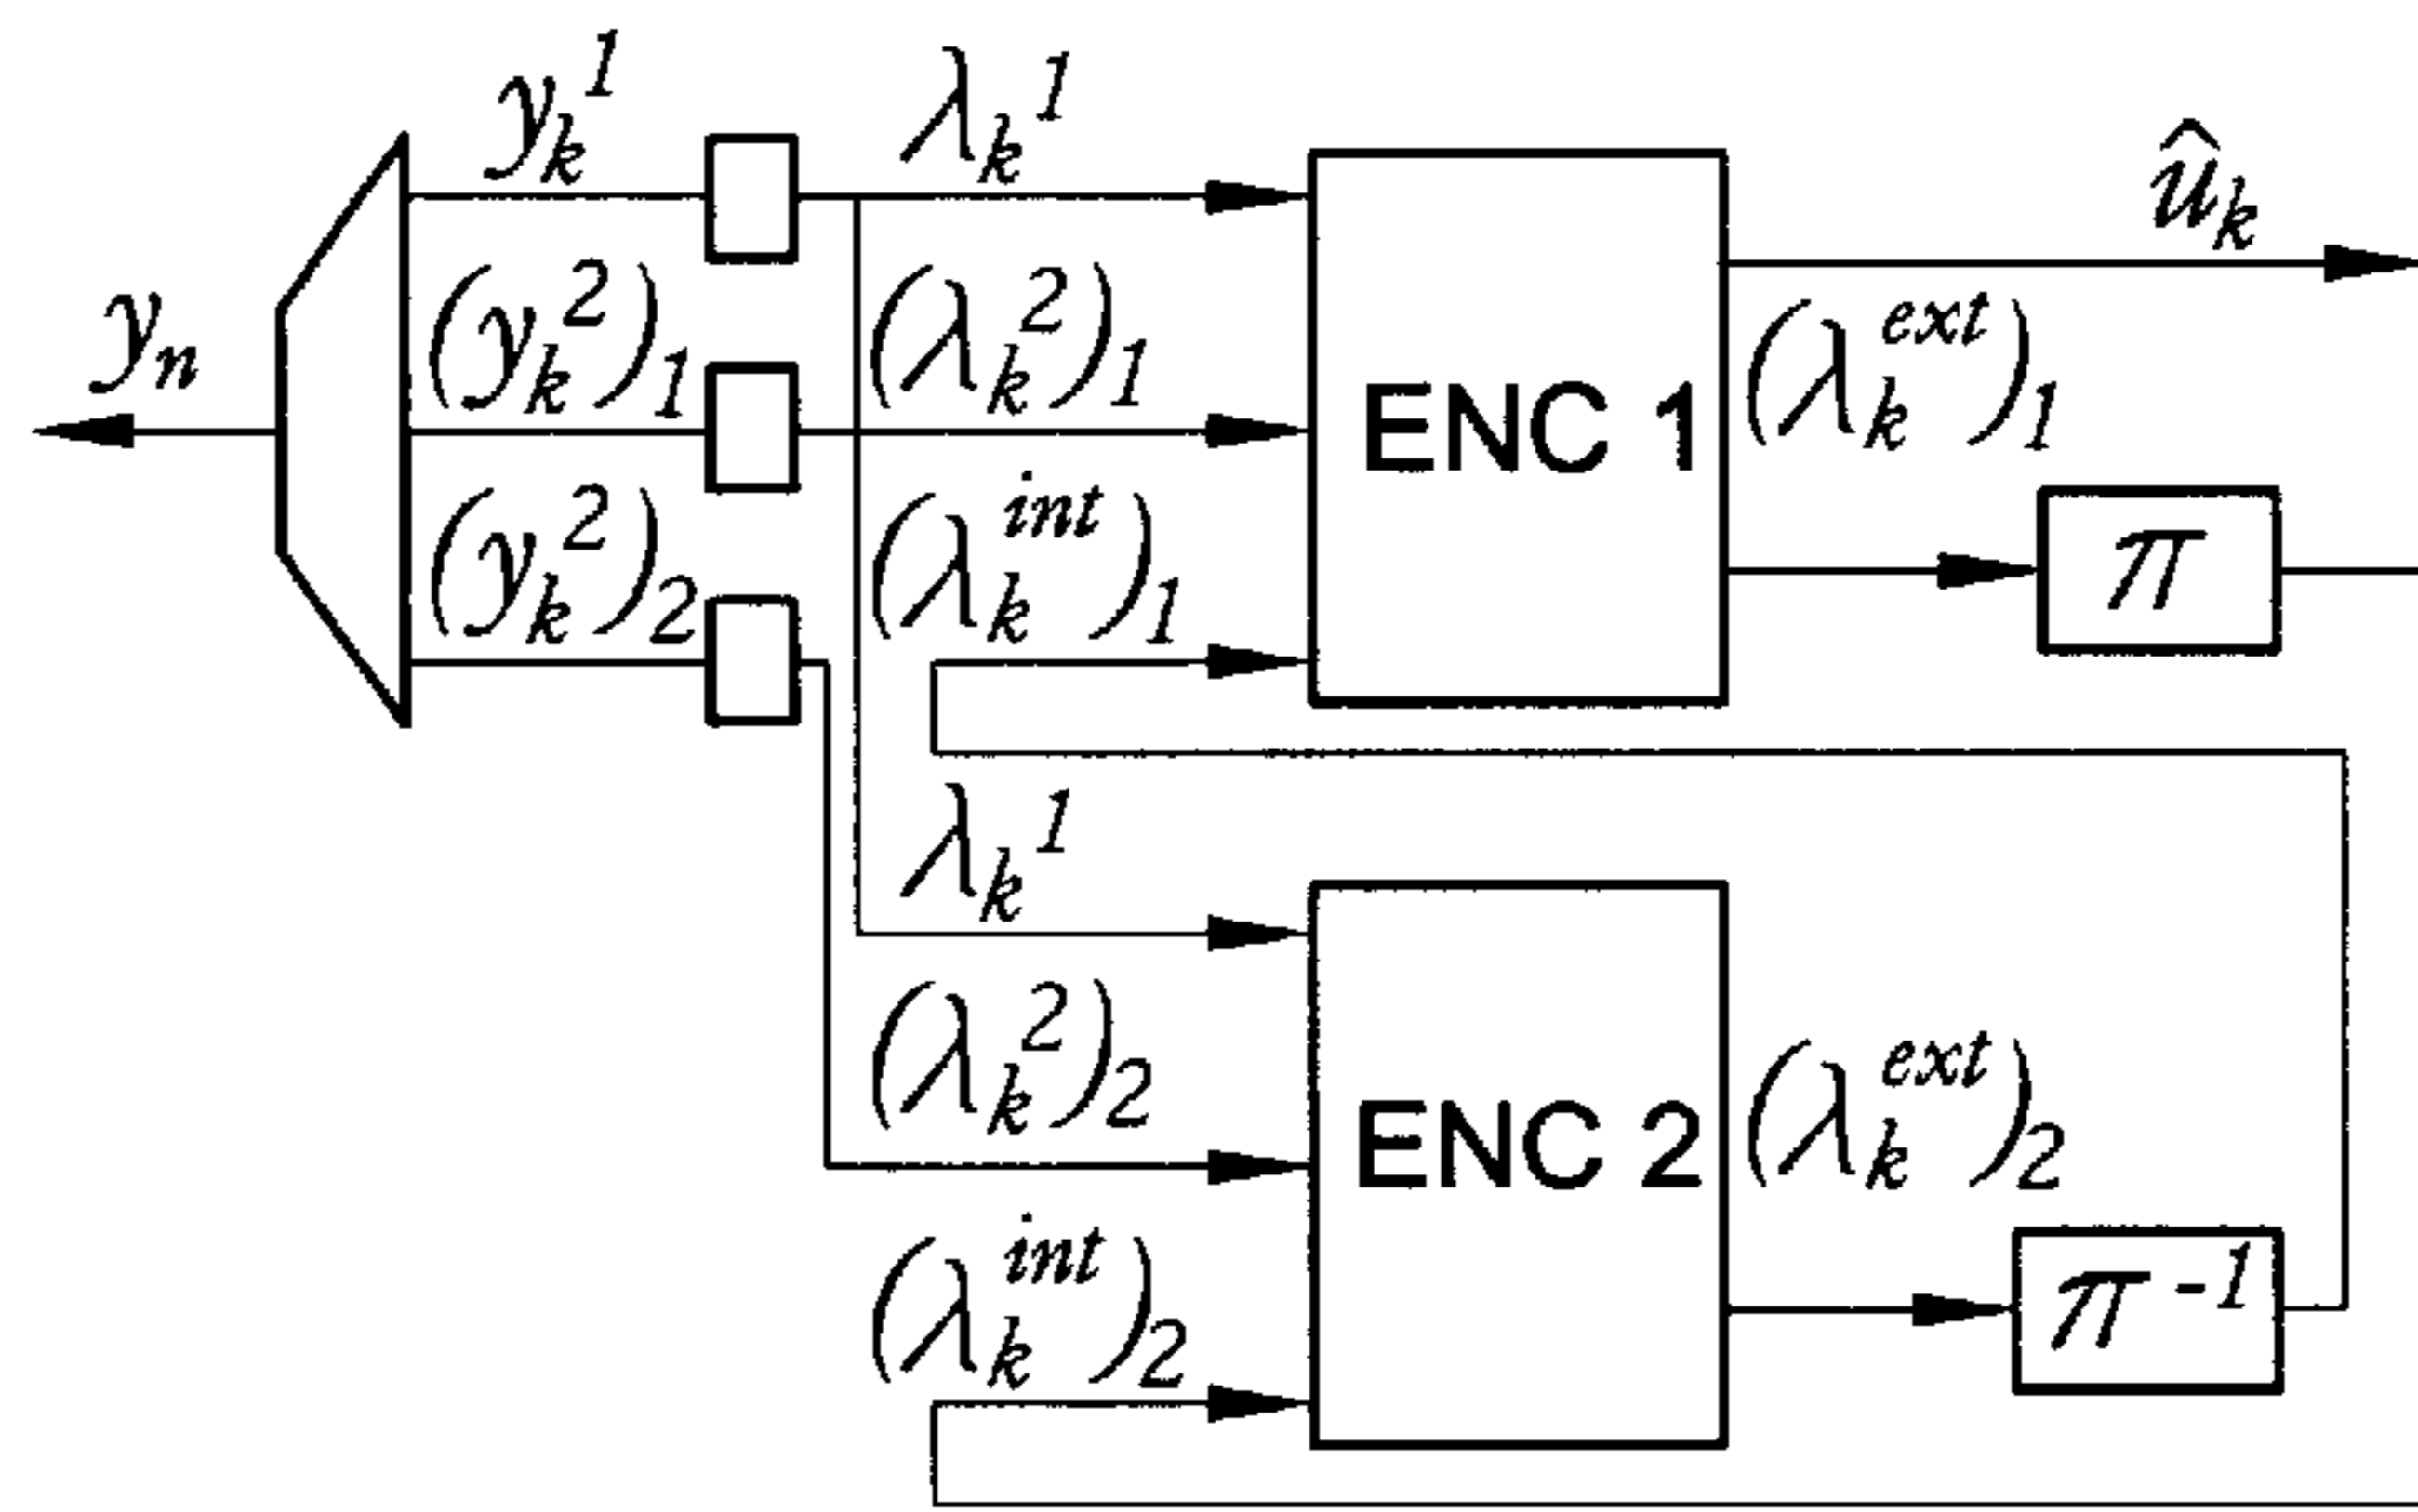 y_k^1
λ_k^1
û_k
y_n
(y_k^2)_1
(λ_k^2)_1
ENC 1
(λ_k^ext)_1
(y_k^2)_2
(λ_k^int)_1
π
λ_k^1
(λ_k^2)_2
ENC 2
(λ_k^ext)_2
(λ_k^int)_2
π^-1